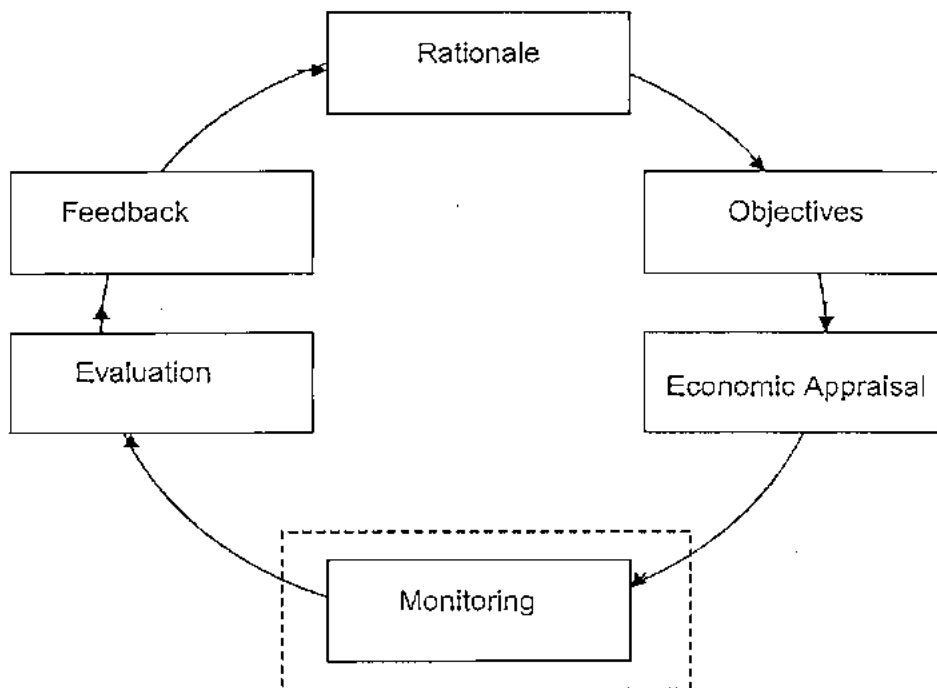 Rationale
Objectives
Economic Appraisal
Monitoring
Evaluation
Feedback